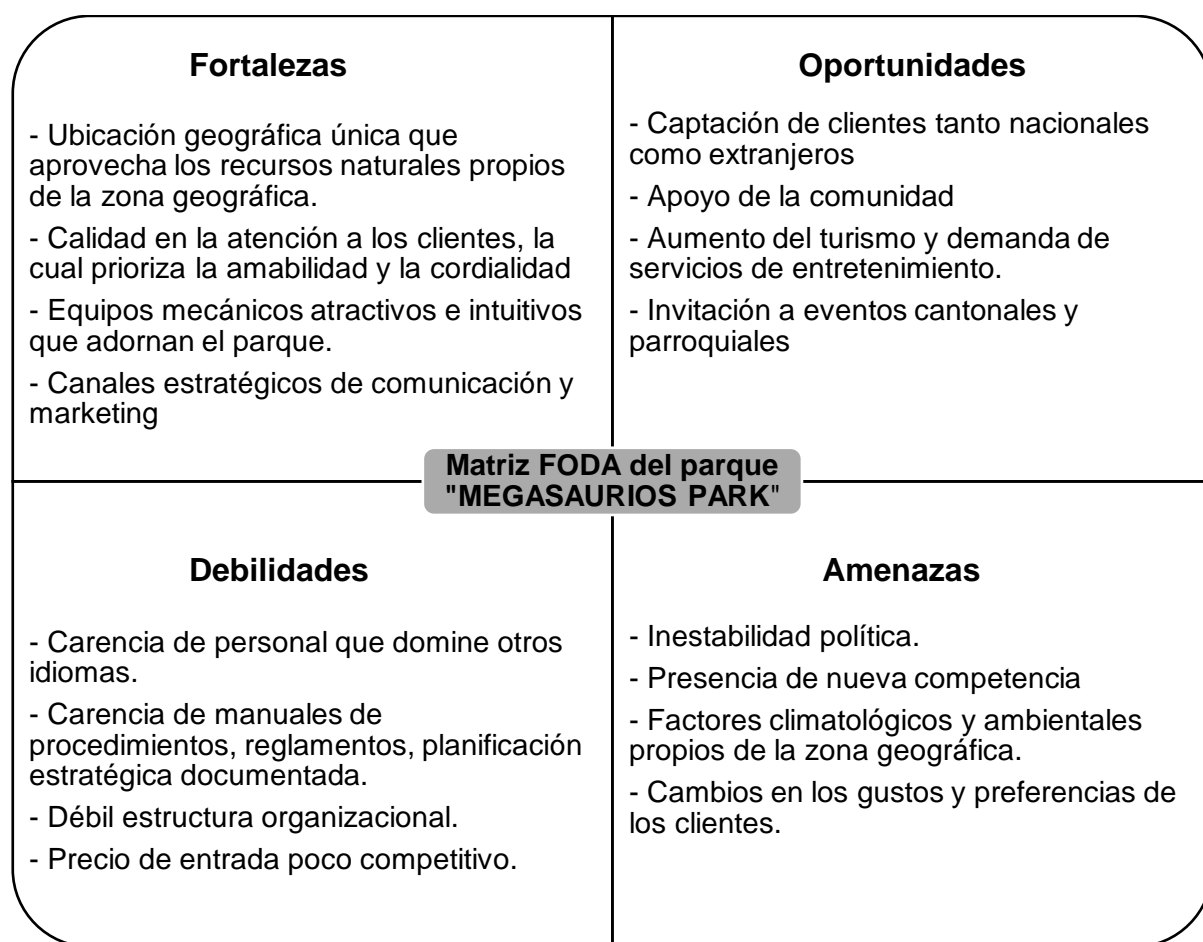 Fortalezas
- Ubicación geográfica única que
aprovecha los recursos naturales propios
de la zona geográfica.
- Calidad en la atención a los clientes, la
cual prioriza la amabilidad y la cordialidad
- Equipos mecánicos atractivos e intuitivos
que adornan el parque.
- Canales estratégicos de comunicación y
marketing
Oportunidades
- Captación de clientes tanto nacionales
como extranjeros
- Apoyo de la comunidad
- Aumento del turismo y demanda de
servicios de entretenimiento.
- Invitación a eventos cantonales y
parroquiales
Matriz FODA del parque
"MEGASAURIOS PARK"
Debilidades
- Carencia de personal que domine otros
idiomas.
- Carencia de manuales de
procedimientos, reglamentos, planificación
estratégica documentada.
- Débil estructura organizacional.
- Precio de entrada poco competitivo.
Amenazas
- Inestabilidad política.
- Presencia de nueva competencia
- Factores climatológicos y ambientales
propios de la zona geográfica.
- Cambios en los gustos y preferencias de
los clientes.